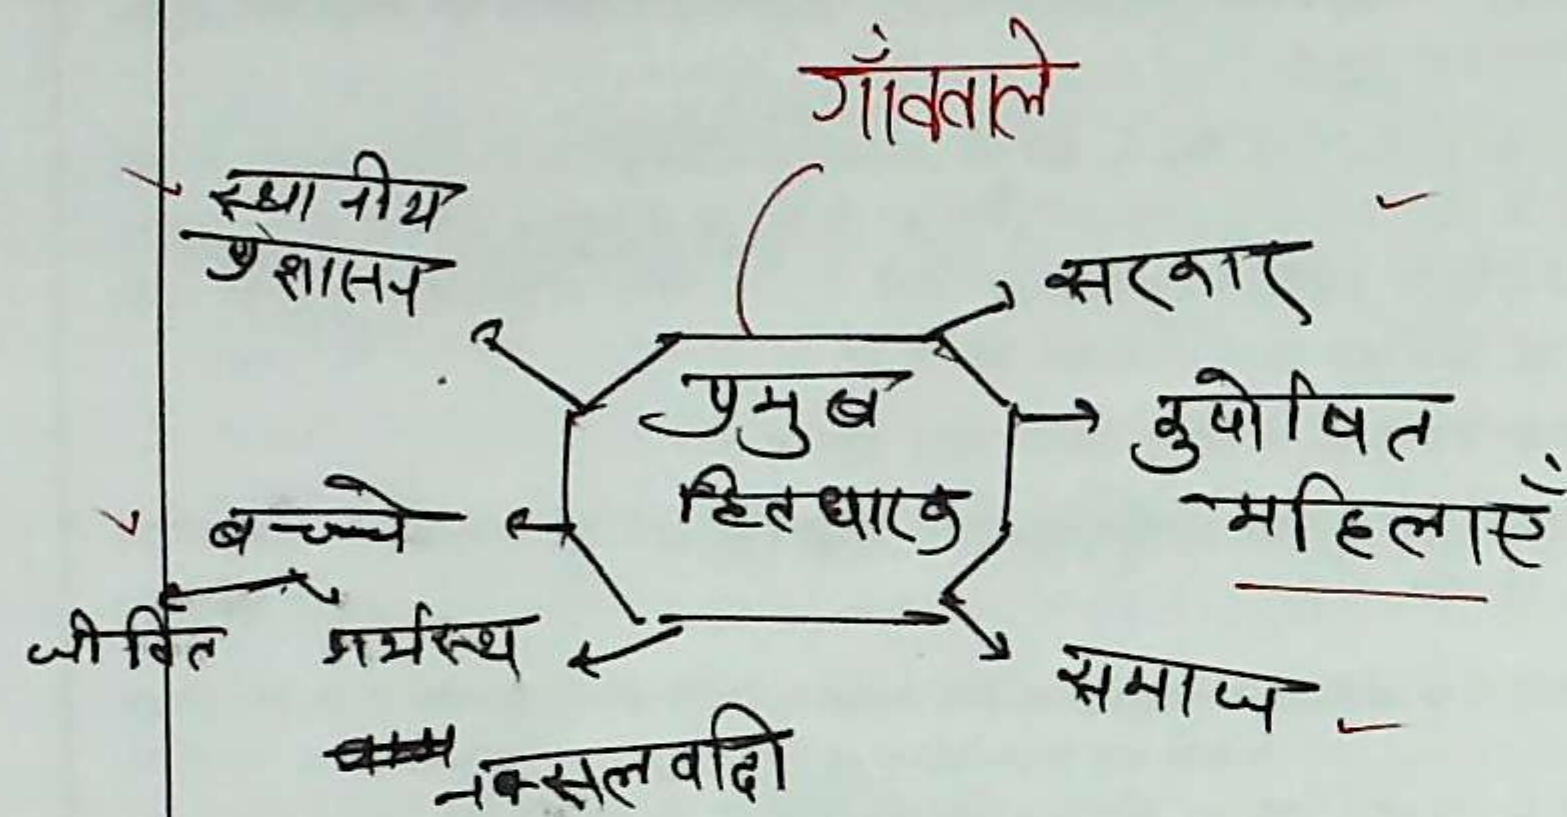 गाँववाले
स्थानीय
प्रशासन
सरकार
प्रमुख
हितधारक
कुपोषित
महिलाएँ
बच्चे
जीवित गर्भस्थ
समाज
नक्सलवादी